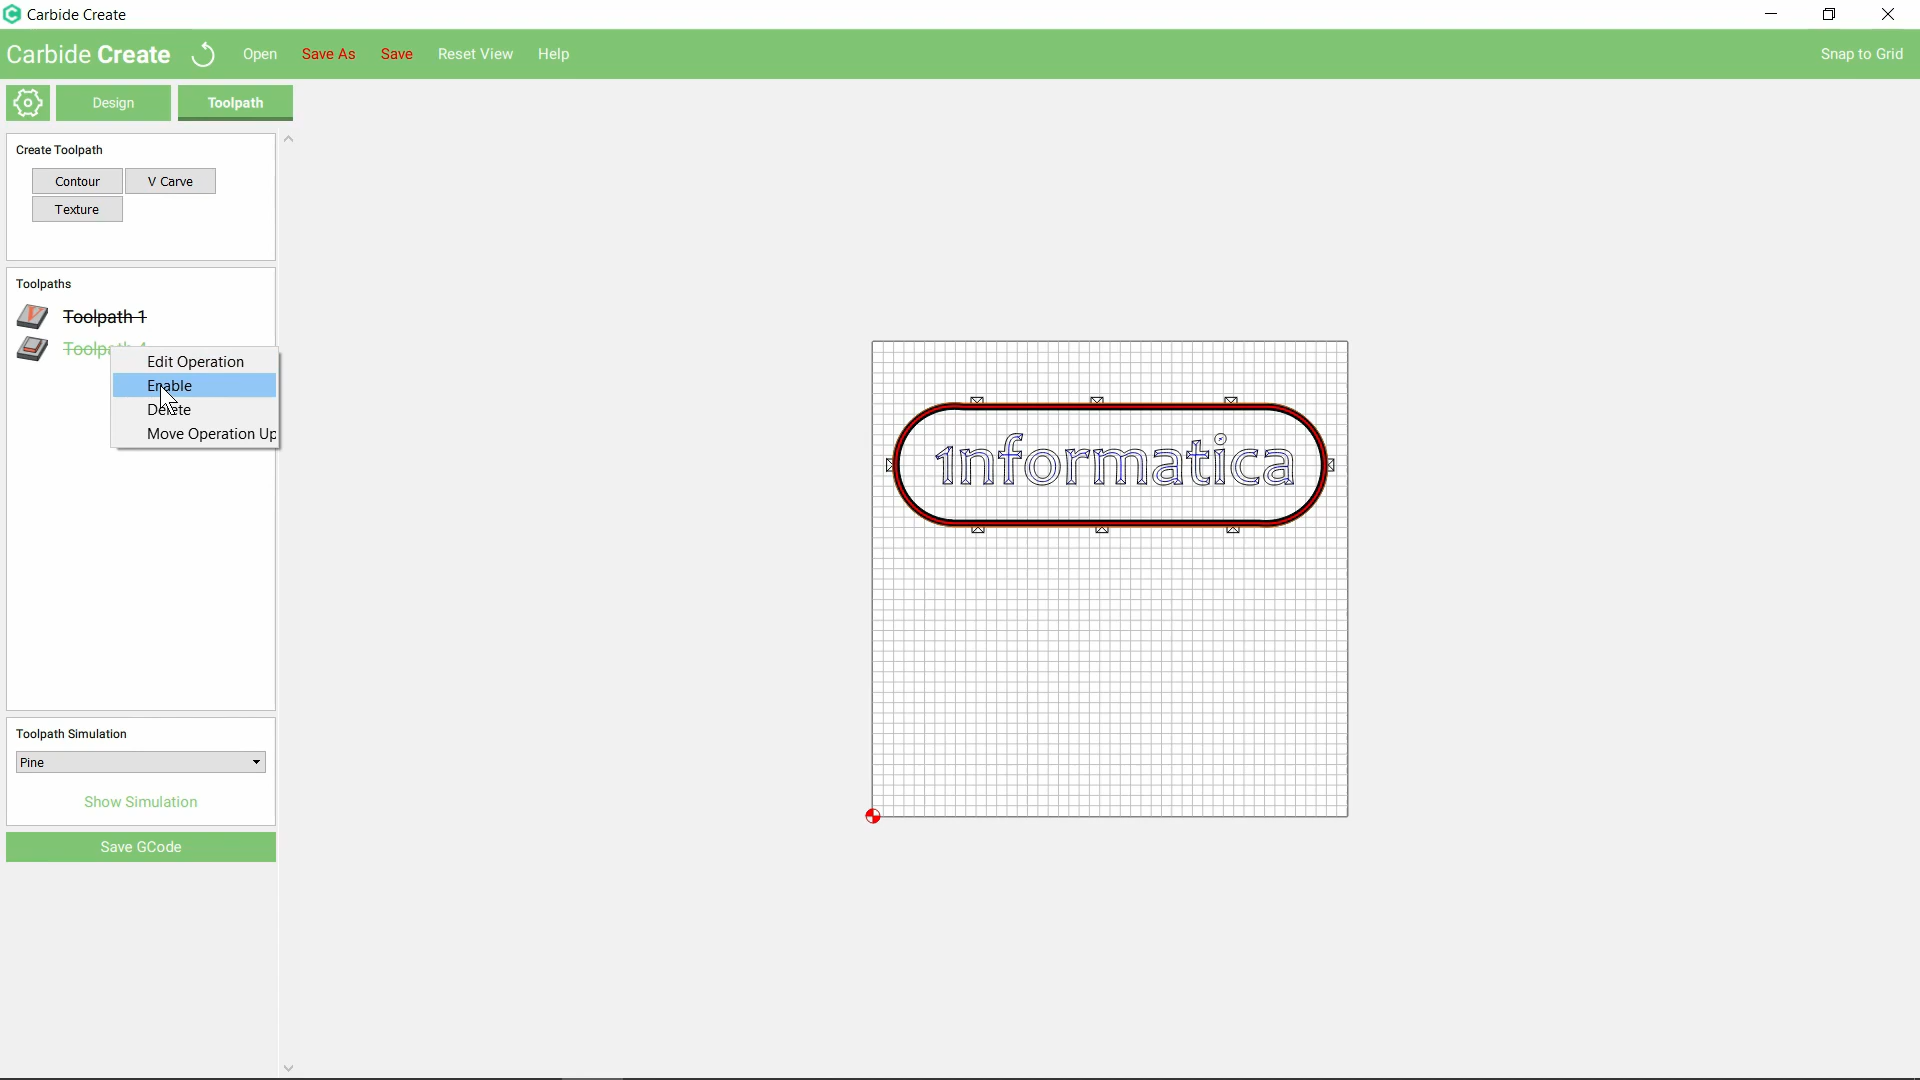 Carbide Create
Carbide Create Open Save As Save Reset View Help Snap to Grid
Design Toolpath
Create Toolpath
Contour V Carve
Texture
Toolpaths
Toolpath 1
Edit Operation
Enable
Delete
Move Operation Up
1nformatica
Toolpath Simulation
Pine
Show Simulation
Save GCode